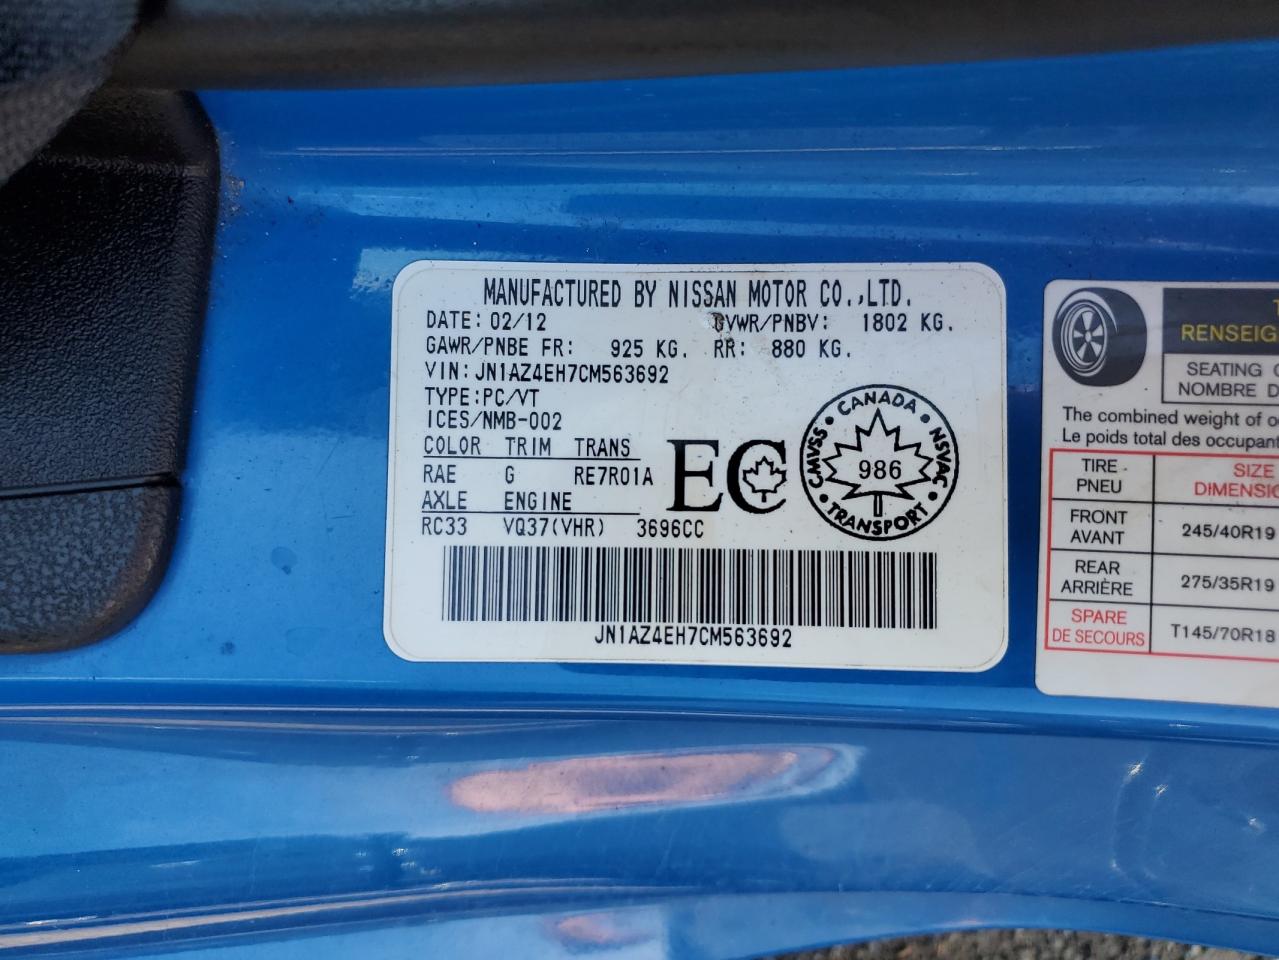 MANUFACTURED BY NISSAN MOTOR CO.,LTD.
DATE: 02/12 GVWR/PNBV: 1802 KG.
GAWR/PNBE FR: 925 KG. RR: 880 KG.
VIN: JN1AZ4EH7CM563692
TYPE:PC/VT
ICES/NMB-002
COLOR TRIM TRANS
RAE G RE7R01A
AXLE ENGINE
RC33 VQ37(VHR) 3696CC
EC
CANADA
CMVSS 986 NSVAC
TRANSPORT
JN1AZ4EH7CM563692
RENSEIG
SEATING C
NOMBRE D
The combined weight of oc
Le poids total des occupant
TIRE SIZE
PNEU DIMENSIO
FRONT
AVANT 245/40R19
REAR
ARRIÈRE 275/35R19
SPARE
DE SECOURS T145/70R18